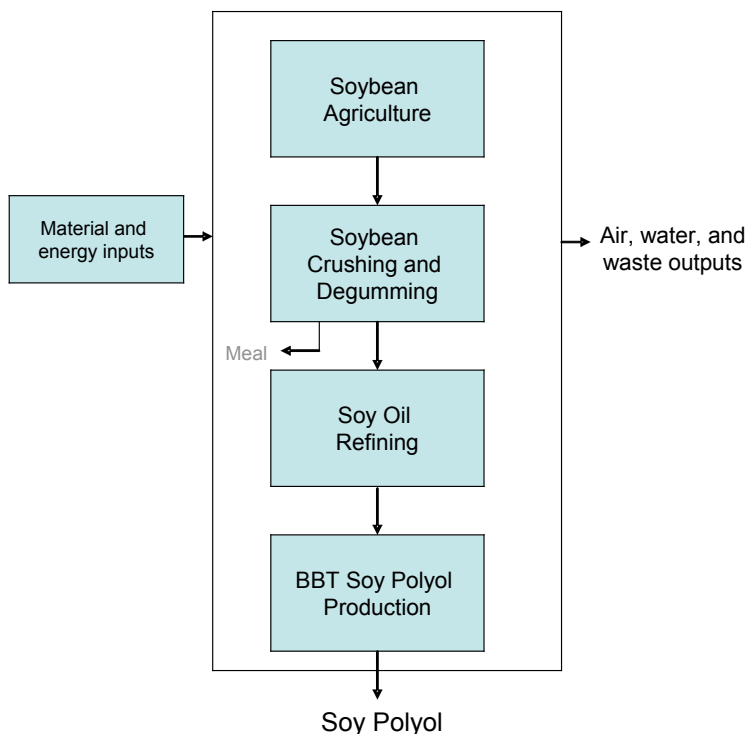 Soybean
Agriculture
Material and
energy inputs
Soybean
Crushing and
Degumming
Air, water, and
waste outputs
Meal
Soy Oil
Refining
BBT Soy Polyol
Production
Soy Polyol